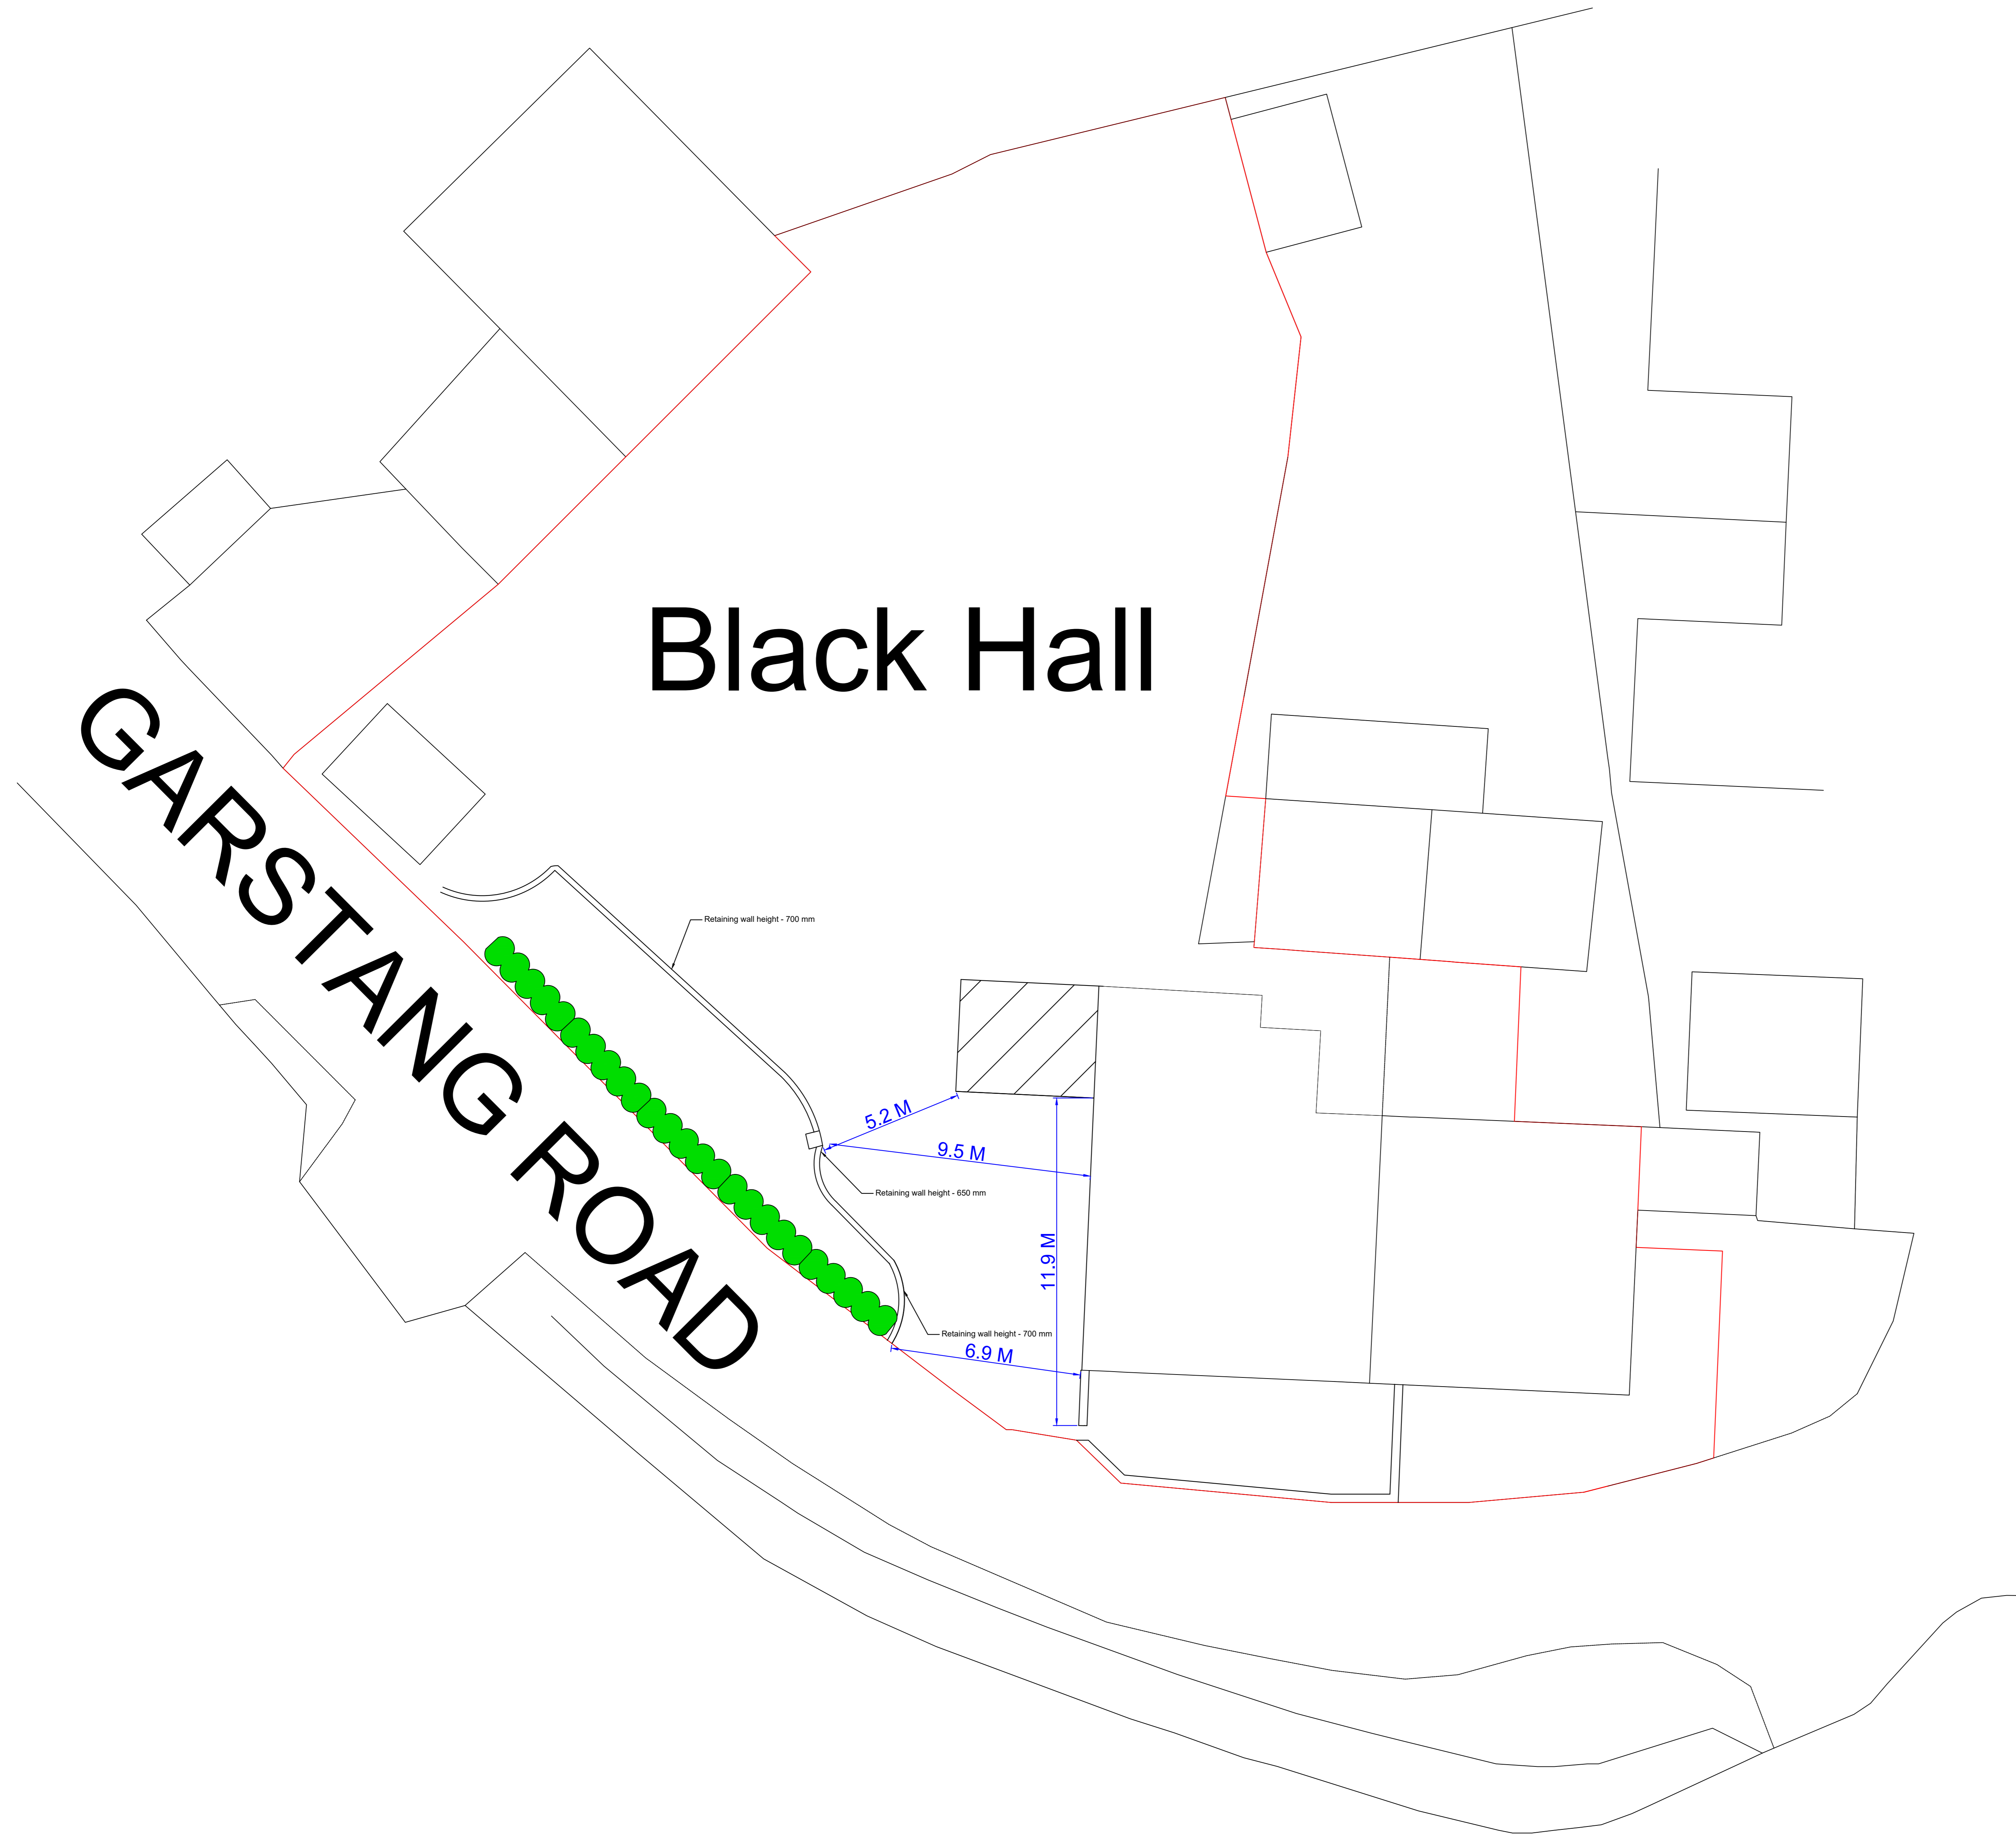 Black Hall
GARSTANG ROAD
Retaining wall height - 700 mm
5.2 M
9.5 M
Retaining wall height - 650 mm
11.9 M
Retaining wall height - 700 mm
6.9 M